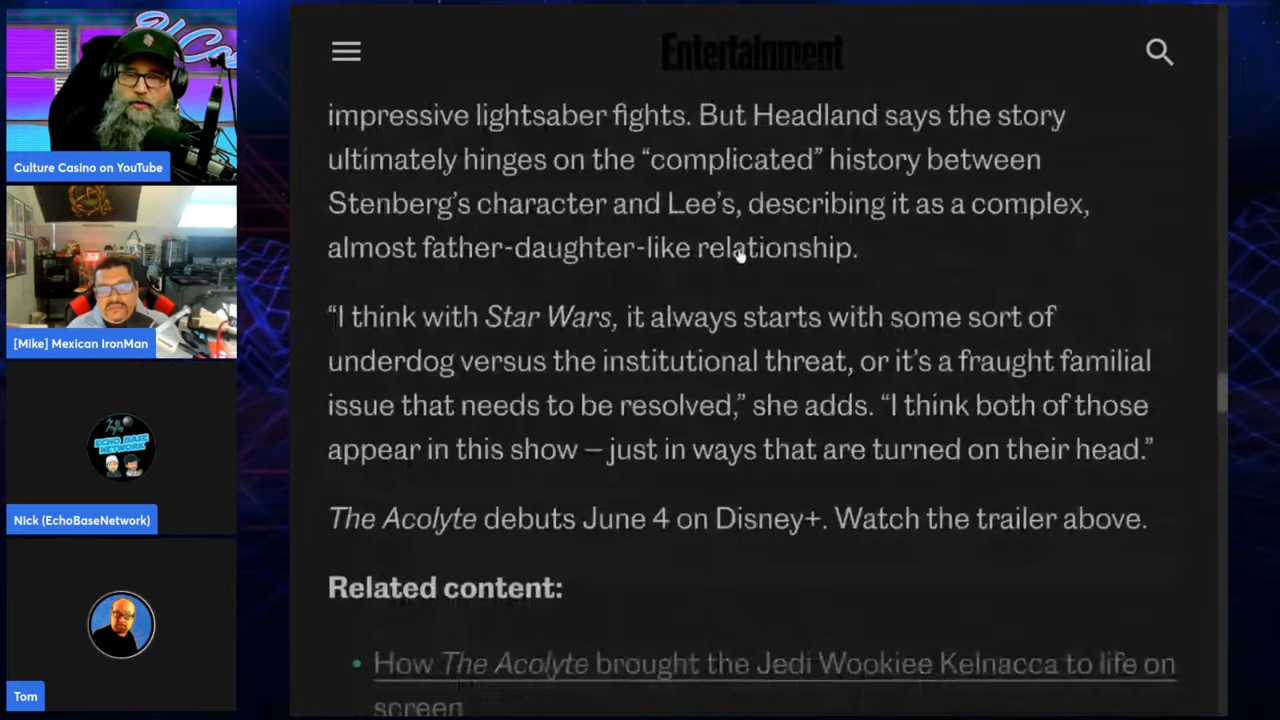 Culture Casino on YouTube
[Mike] Mexican IronMan
ECHO BASE
NETWORK
Nick (EchoBaseNetwork)
Tom
Entertainment
impressive lightsaber fights. But Headland says the story
ultimately hinges on the “complicated” history between
Stenberg’s character and Lee’s, describing it as a complex,
almost father-daughter-like relationship.
“I think with Star Wars, it always starts with some sort of
underdog versus the institutional threat, or it’s a fraught familial
issue that needs to be resolved,” she adds. “I think both of those
appear in this show — just in ways that are turned on their head.”
The Acolyte debuts June 4 on Disney+. Watch the trailer above.
Related content:
• How The Acolyte brought the Jedi Wookiee Kelnacca to life on
screen